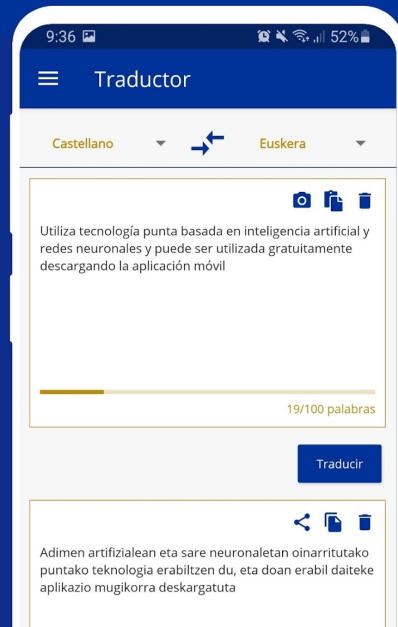 9:36 52%
Traductor
Castellano Euskera
Utiliza tecnología punta basada en inteligencia artificial y
redes neuronales y puede ser utilizada gratuitamente
descargando la aplicación móvil
19/100 palabras
Traducir
Adimen artifizialean eta sare neuronaletan oinarritutako
puntako teknologia erabiltzen du, eta doan erabil daiteke
aplikazio mugikorra deskargatuta